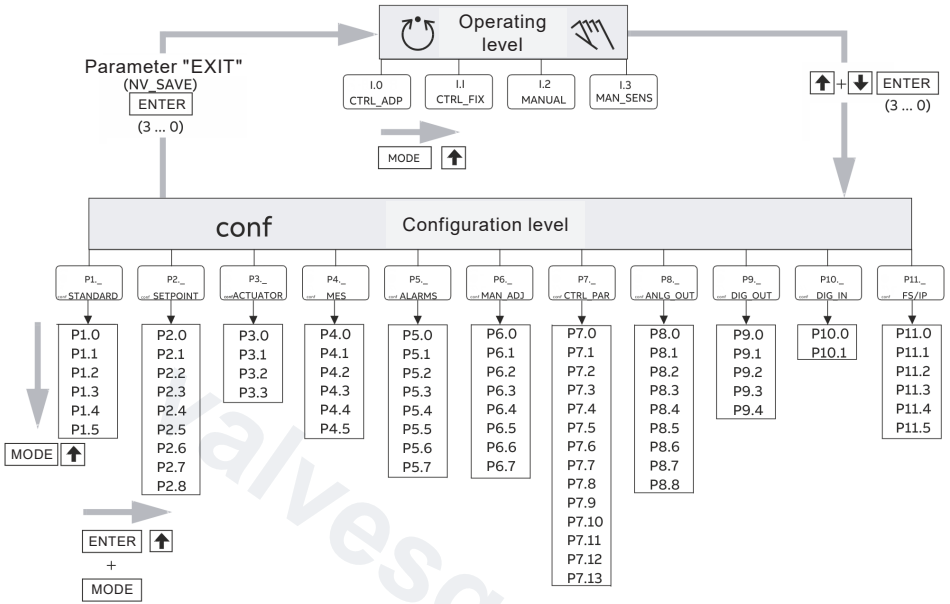 Operating
level
Parameter "EXIT"
(NV_SAVE)
ENTER
(3 ... 0)
I.0
CTRL_ADP
I.1
CTRL_FIX
I.2
MANUAL
I.3
MAN_SENS
+
ENTER
(3 ... 0)
MODE
conf
Configuration level
P1._
conf STANDARD
P2._
conf SETPOINT
P3._
conf ACTUATOR
P4._
conf MES
P5._
conf ALARMS
P6._
conf MAN_ADJ
P7._
conf CTRL_PAR
P8._
conf ANLG_OUT
P9._
conf DIG_OUT
P10._
conf DIG_IN
P11._
conf FS/IP
P1.0
P1.1
P1.2
P1.3
P1.4
P1.5
P2.0
P2.1
P2.2
P2.3
P2.4
P2.5
P2.6
P2.7
P2.8
P3.0
P3.1
P3.2
P3.3
P4.0
P4.1
P4.2
P4.3
P4.4
P4.5
P5.0
P5.1
P5.2
P5.3
P5.4
P5.5
P5.6
P5.7
P6.0
P6.1
P6.2
P6.3
P6.4
P6.5
P6.6
P6.7
P7.0
P7.1
P7.2
P7.3
P7.4
P7.5
P7.6
P7.7
P7.8
P7.9
P7.10
P7.11
P7.12
P7.13
P8.0
P8.1
P8.2
P8.3
P8.4
P8.5
P8.6
P8.7
P8.8
P9.0
P9.1
P9.2
P9.3
P9.4
P10.0
P10.1
P11.0
P11.1
P11.2
P11.3
P11.4
P11.5
MODE
ENTER
+
MODE